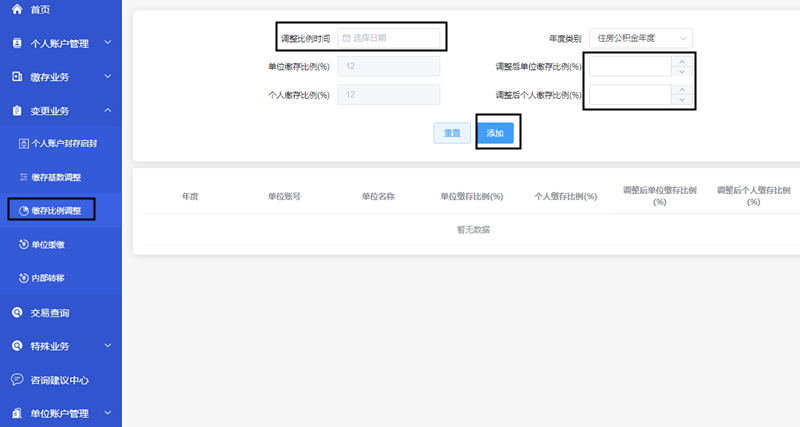 首页
个人账户管理
缴存业务
变更业务
个人账户封存启封
缴存基数调整
缴存比例调整
单位缓缴
内部转移
交易查询
特殊业务
咨询建议中心
单位账户管理
调整比例时间 选择日期 年度类别 住房公积金年度
单位缴存比例(%) 12 调整后单位缴存比例(%)
个人缴存比例(%) 12 调整后个人缴存比例(%)
重置 添加
年度 单位账号 单位名称 单位缴存比例(%) 个人缴存比例(%) 调整后单位缴存比例(%) 调整后个人缴存比例(%)
暂无数据